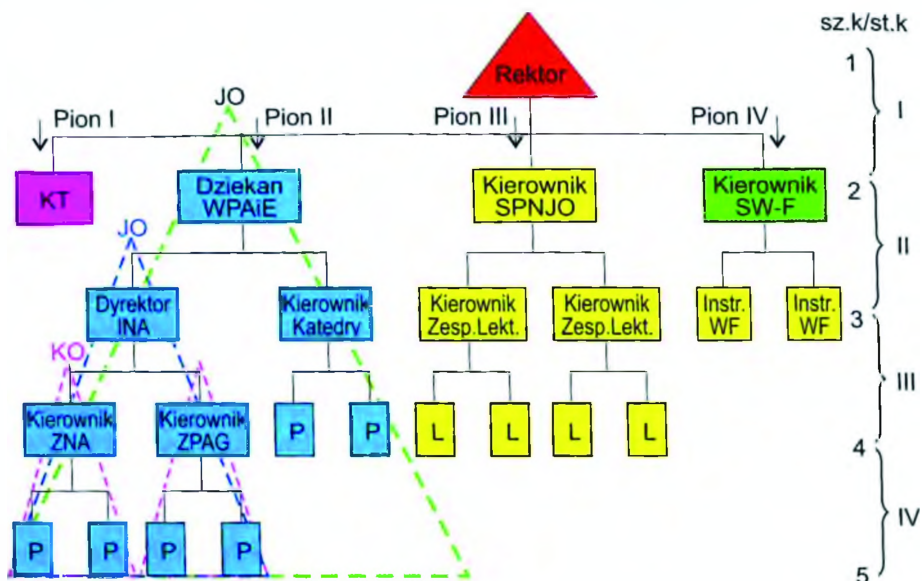 sz.k/st.k
1
Rektor
I
JO
Pion I
Pion II
Pion III
Pion IV
KT
Dziekan
WPAiE
Kierownik
SPNJO
Kierownik
SW-F
2
JO
II
Dyrektor
INA
Kierownik
Katedry
Kierownik
Zesp.Lekt.
Kierownik
Zesp.Lekt.
Instr.
WF
Instr.
WF
3
KO
III
Kierownik
ZNA
Kierownik
ZPAG
P
P
L
L
L
L
4
IV
P
P
P
P
5